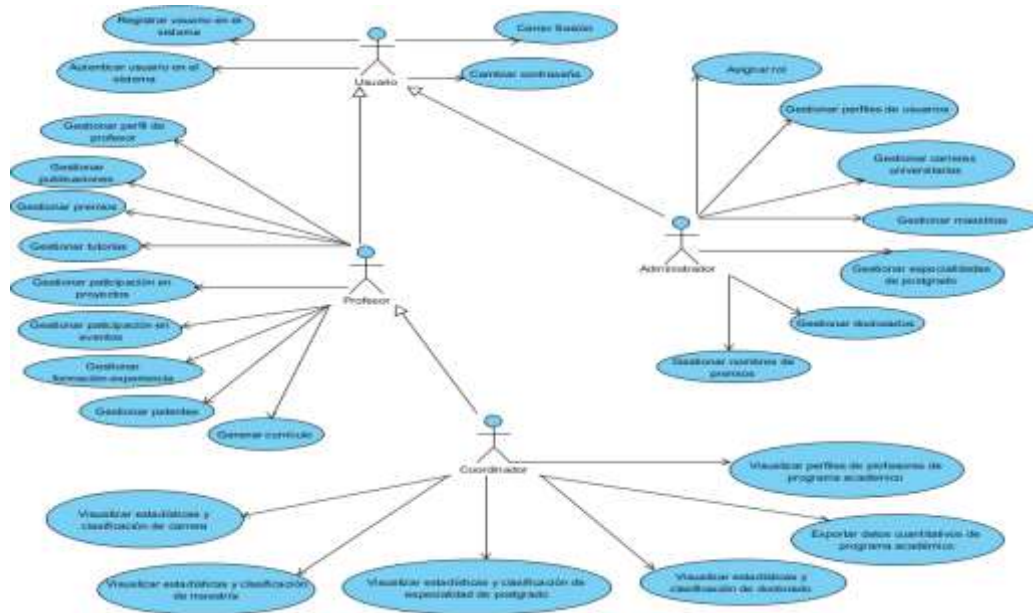 Registrar usuario en el
sistema
Cerrar Sesión
Autenticar usuario en el
sistema
Usuario
Cambiar contraseña
Asignar rol
Gestionar perfiles de usuarios
Gestionar perfil de
profesor
Gestionar carreras
universitarias
Gestionar
publicaciones
Gestionar premios
Gestionar maestrías
Gestionar tutorías
Administrador
Gestionar especialidades
de postgrado
Gestionar paticipación en
proyectos
Profesor
Gestionar doctorados
Gestionar paticipación en
eventos
Gestionar nombres de
premios
Gestionar
formación-experiencia
Gestionar patentes
Generar currículo
Coordinador
Visualizar perfiles de profesores de
programa académico
Visualizar estadísticas y
clasificación de carrera
Exportar datos cuantitativos de
programa académico
Visualizar estadísticas y clasificación
de maestría
Visualizar estadísticas y clasificación de
especialidad de postgrado
Visualizar estadísticas y
clasificación de doctorado